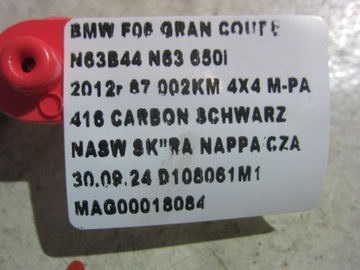 BMW F06 GRAN COUPE
N63B44 N63 650i
2012r 87 002KM 4X4 M-PA
416 CARBON SCHWARZ
NASW SK"RA NAPPA CZA
30.09.24 D108061M1
MAG00018084